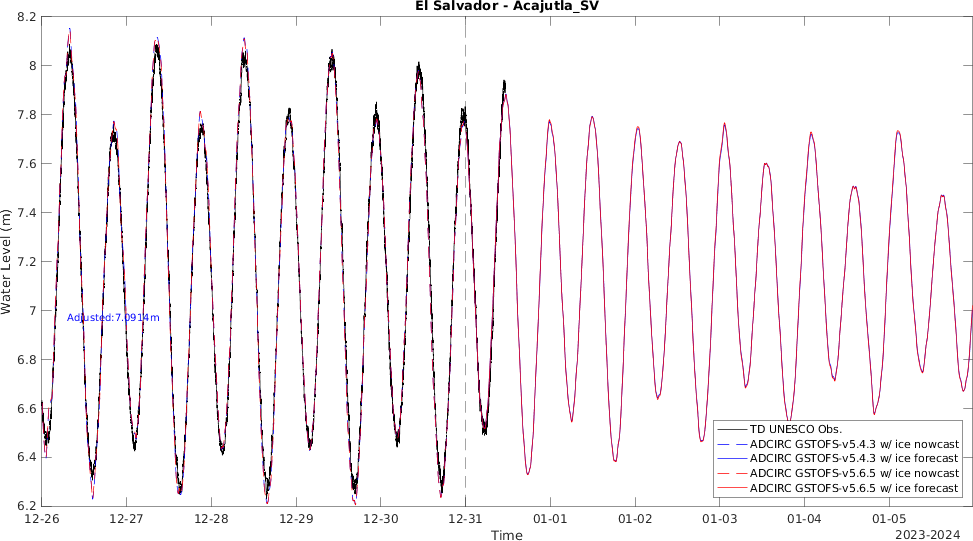 El Salvador - Acajutla_SV
8.2
8
7.8
7.6
7.4
7.2
7
6.8
6.6
6.4
6.2
Water Level (m)
Adjusted:7.0914m
TD UNESCO Obs.
ADCIRC GSTOFS-v5.4.3 w/ ice nowcast
ADCIRC GSTOFS-v5.4.3 w/ ice forecast
ADCIRC GSTOFS-v5.6.5 w/ ice nowcast
ADCIRC GSTOFS-v5.6.5 w/ ice forecast
12-26 12-27 12-28 12-29 12-30 12-31 01-01 01-02 01-03 01-04 01-05
Time
2023-2024